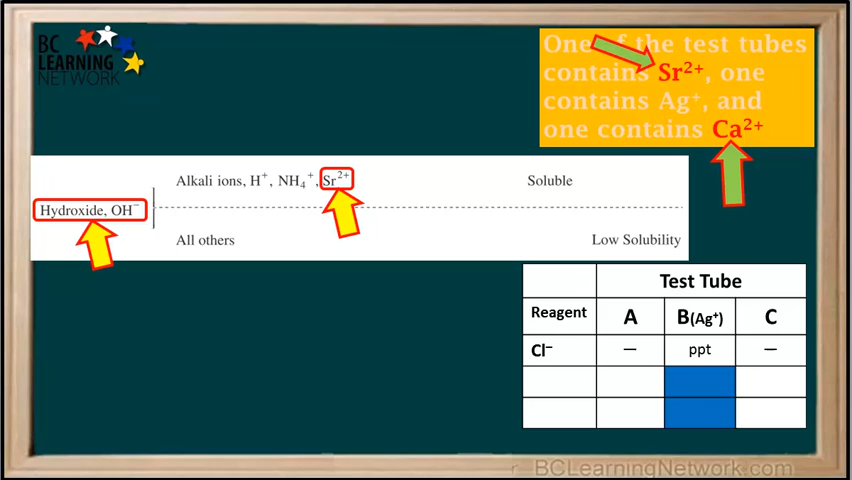 BC
LEARNING
NETWORK
One of the test tubes
contains Sr²⁺, one
contains Ag⁺, and
one contains Ca²⁺
Alkali ions, H⁺, NH₄⁺, Sr²⁺ Soluble
Hydroxide, OH⁻
All others Low Solubility
Test Tube
Reagent A B(Ag⁺) C
Cl⁻ — ppt —
BCLearningNetwork.com